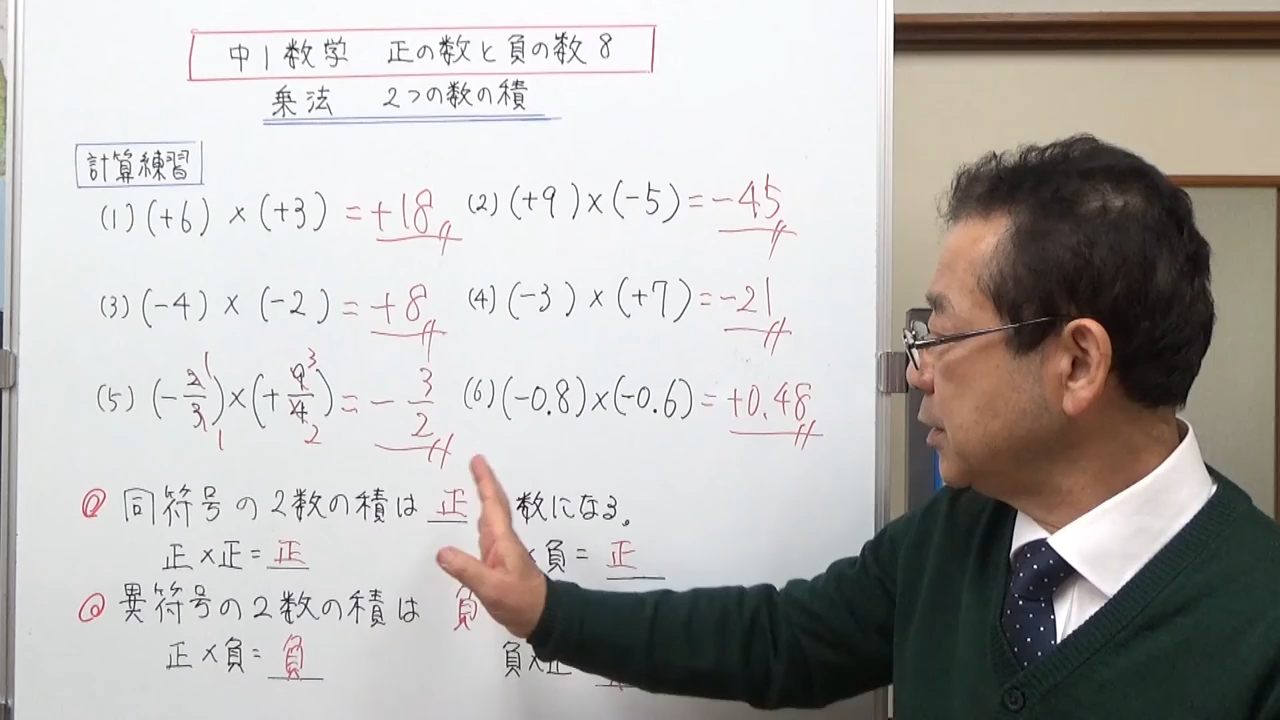 中1数学 正の数と負の数 8
乗法 2つの数の積
計算練習
(1) (+6) × (+3) = +18 (2) (+9) × (-5) = -45
(3) (-4) × (-2) = +8 (4) (-3) × (+7) = -21
(5) (-2/3) × (+9/4) = -3/2 (6) (-0.8) × (-0.6) = +0.48
◎ 同符号の2数の積は 正 数になる。
正×正=正 ×負=正
◎ 異符号の2数の積は 負
正×負=負 負×